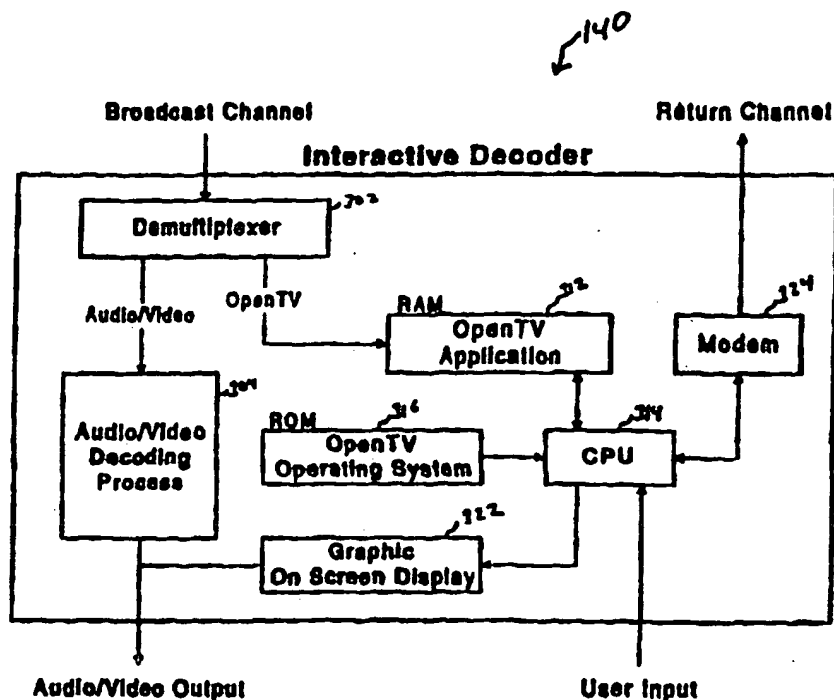 140
Broadcast Channel
Return Channel
Interactive Decoder
302
Demultiplexer
Audio/Video
OpenTV
RAM
312
OpenTV
Application
324
Modem
304
Audio/Video
Decoding
Process
ROM
316
OpenTV
Operating System
314
CPU
322
Graphic
On Screen Display
Audio/Video Output
User Input